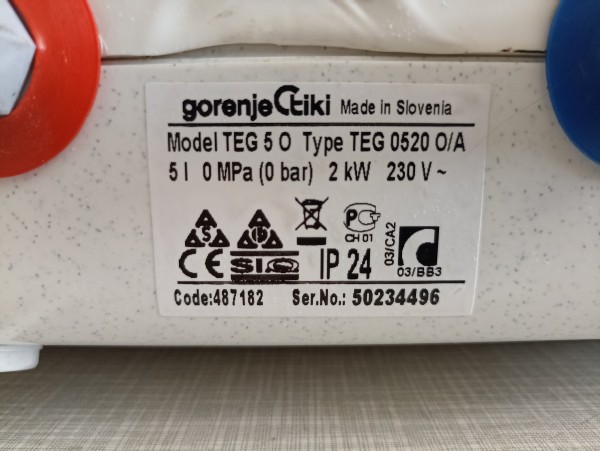 gorenje tiki Made in Slovenia
Model TEG 5 O Type TEG 0520 O/A
5 l 0 MPa (0 bar) 2 kW 230 V ~
CH 01
03/CA2
CE SIQ IP 24 03/BB3
Code:487182 Ser.No.: 50234496